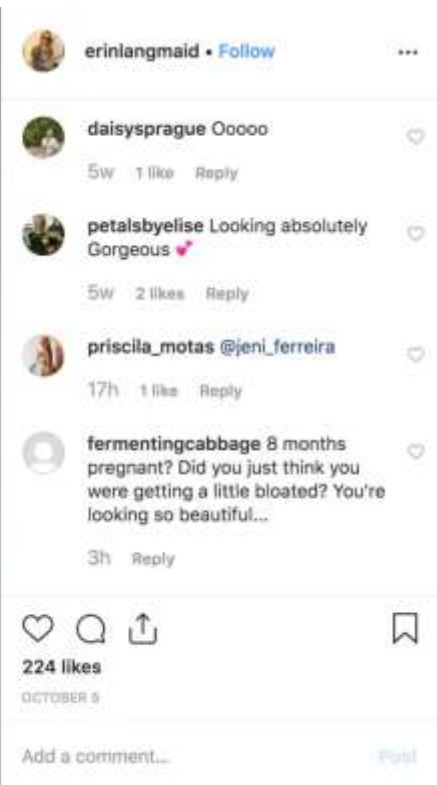 erinlangmaid • Follow
daisysprague Ooooo
5w 1 like Reply
petalsbyelise Looking absolutely
Gorgeous 💕
5w 2 likes Reply
priscila_motas @jeni_ferreira
17h 1 like Reply
fermentingcabbage 8 months
pregnant? Did you just think you
were getting a little bloated? You're
looking so beautiful...
3h Reply
224 likes
OCTOBER 5
Add a comment...
Post